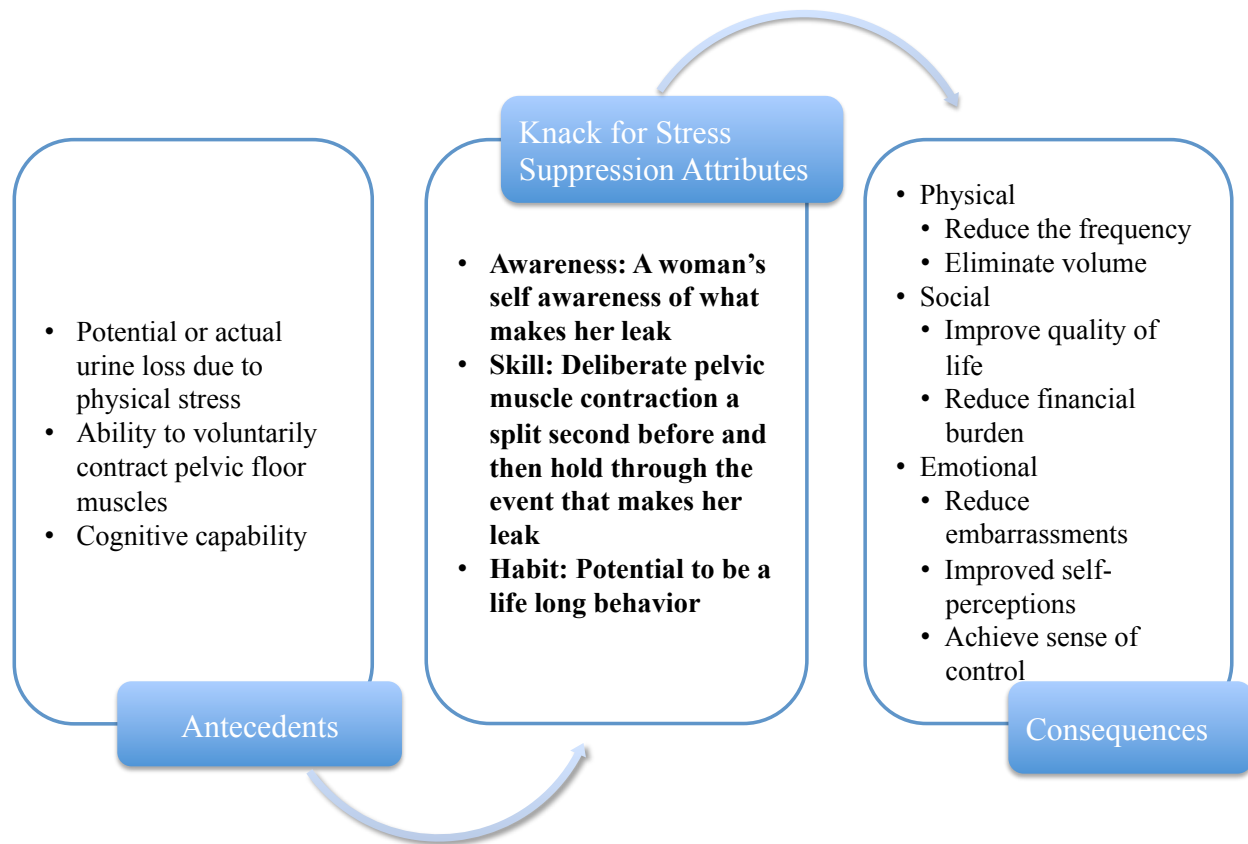 • Potential or actual
urine loss due to
physical stress
• Ability to voluntarily
contract pelvic floor
muscles
• Cognitive capability
Antecedents
Knack for Stress
Suppression Attributes
• Awareness: A woman’s
self awareness of what
makes her leak
• Skill: Deliberate pelvic
muscle contraction a
split second before and
then hold through the
event that makes her
leak
• Habit: Potential to be a
life long behavior
• Physical
• Reduce the frequency
• Eliminate volume
• Social
• Improve quality of
life
• Reduce financial
burden
• Emotional
• Reduce
embarrassments
• Improved self-
perceptions
• Achieve sense of
control
Consequences